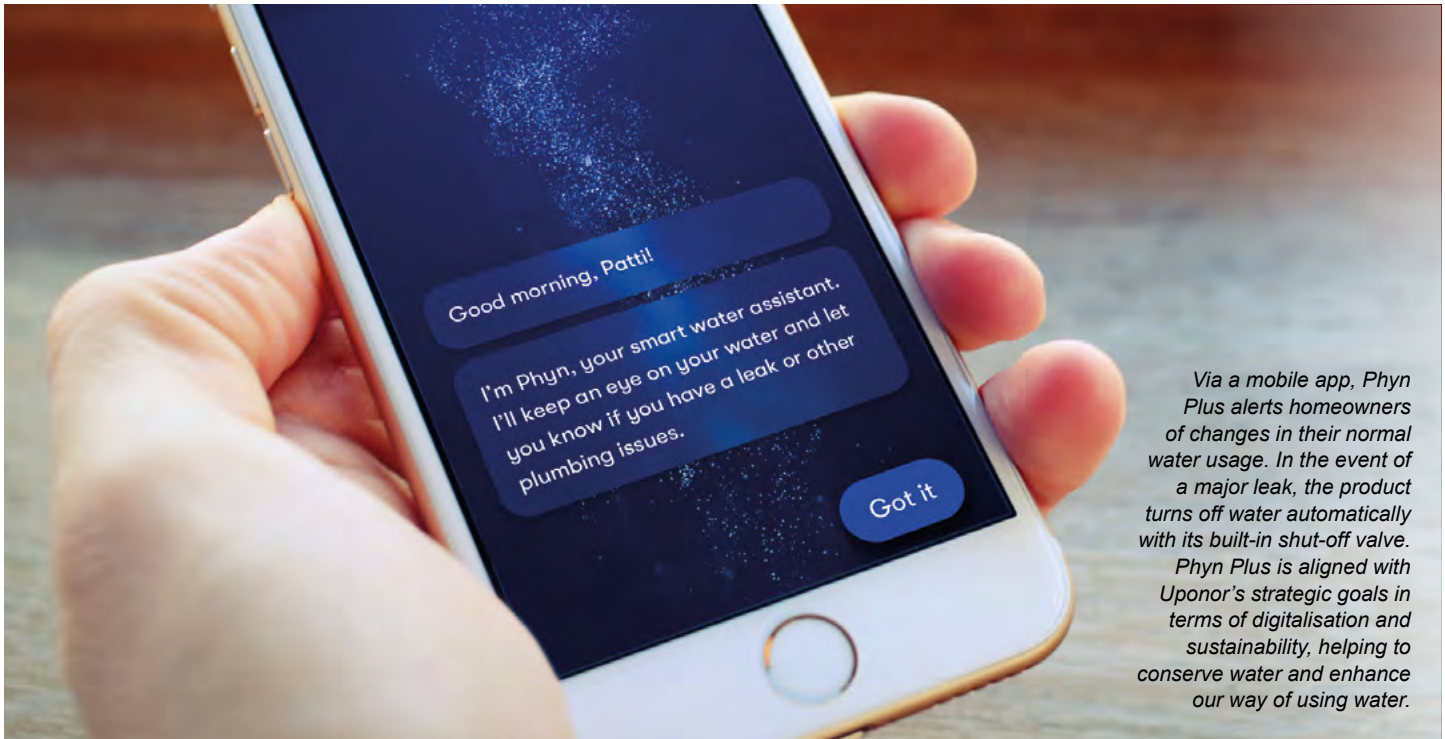 Good morning, Patti!
I'm Phyn, your smart water assistant.
I'll keep an eye on your water and let
you know if you have a leak or other
plumbing issues.
Got it
Via a mobile app, Phyn
Plus alerts homeowners
of changes in their normal
water usage. In the event of
a major leak, the product
turns off water automatically
with its built-in shut-off valve.
Phyn Plus is aligned with
Uponor’s strategic goals in
terms of digitalisation and
sustainability, helping to
conserve water and enhance
our way of using water.